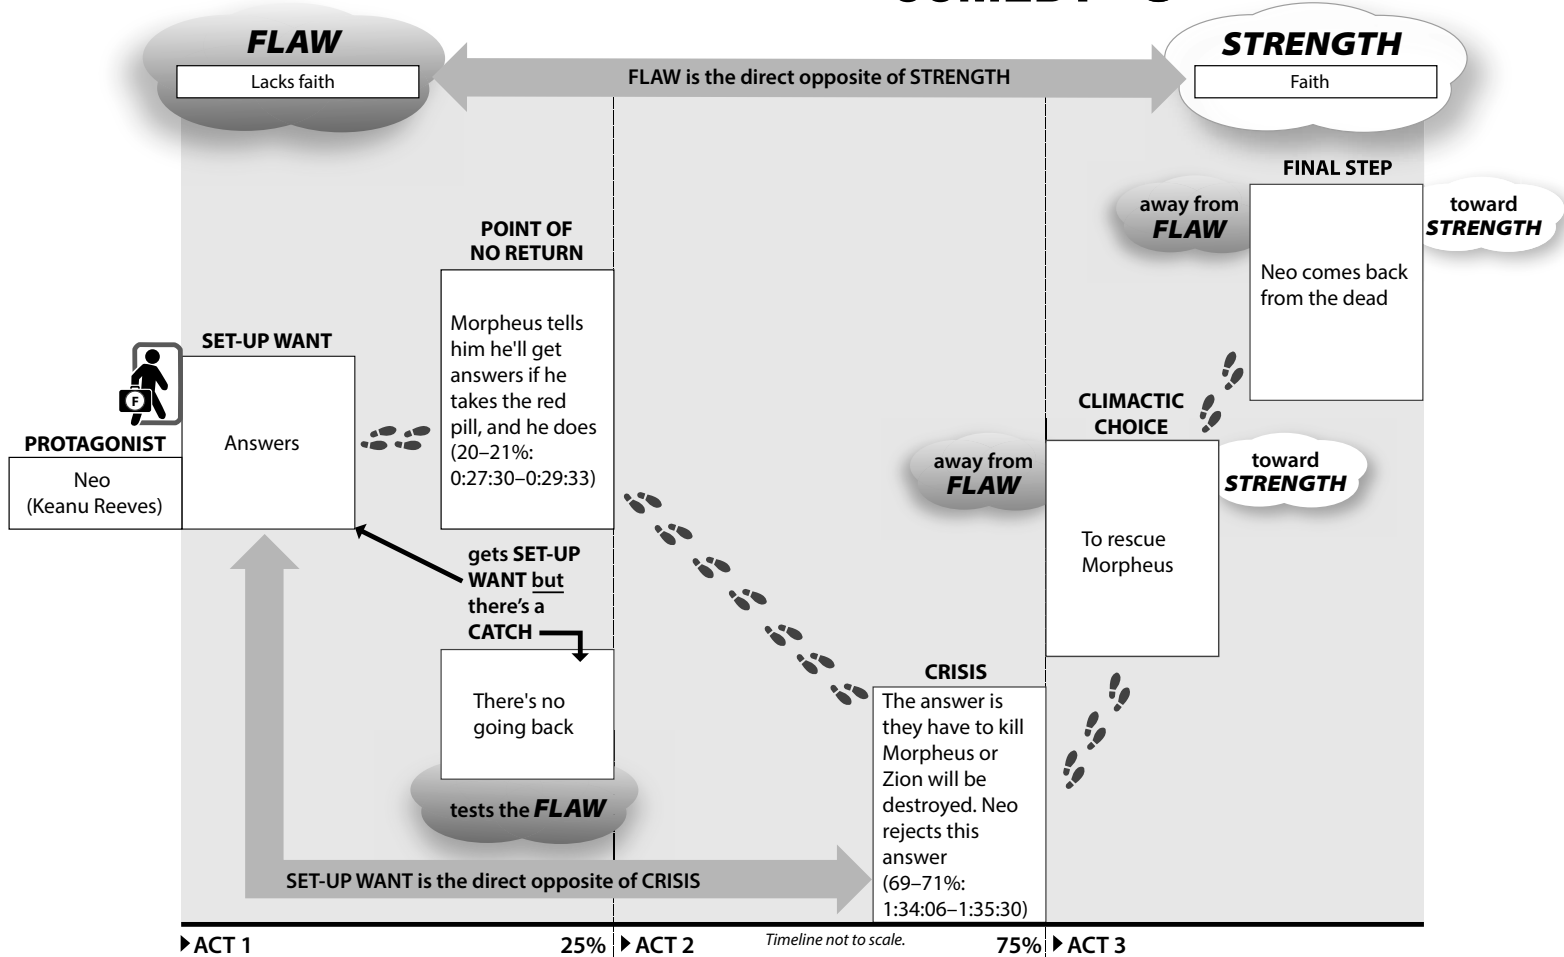 FLAW
Lacks faith
FLAW is the direct opposite of STRENGTH
STRENGTH
Faith
FINAL STEP
away from
FLAW
toward
STRENGTH
Neo comes back
from the dead
POINT OF
NO RETURN
Morpheus tells
him he'll get
answers if he
takes the red
pill, and he does
(20–21%:
0:27:30–0:29:33)
SET-UP WANT
Answers
F
PROTAGONIST
Neo
(Keanu Reeves)
CLIMACTIC
CHOICE
away from
FLAW
toward
STRENGTH
To rescue
Morpheus
gets SET-UP
WANT but
there's a
CATCH
There's no
going back
tests the FLAW
CRISIS
The answer is
they have to kill
Morpheus or
Zion will be
destroyed. Neo
rejects this
answer
(69–71%:
1:34:06–1:35:30)
SET-UP WANT is the direct opposite of CRISIS
ACT 1
25%
ACT 2
Timeline not to scale.
75%
ACT 3